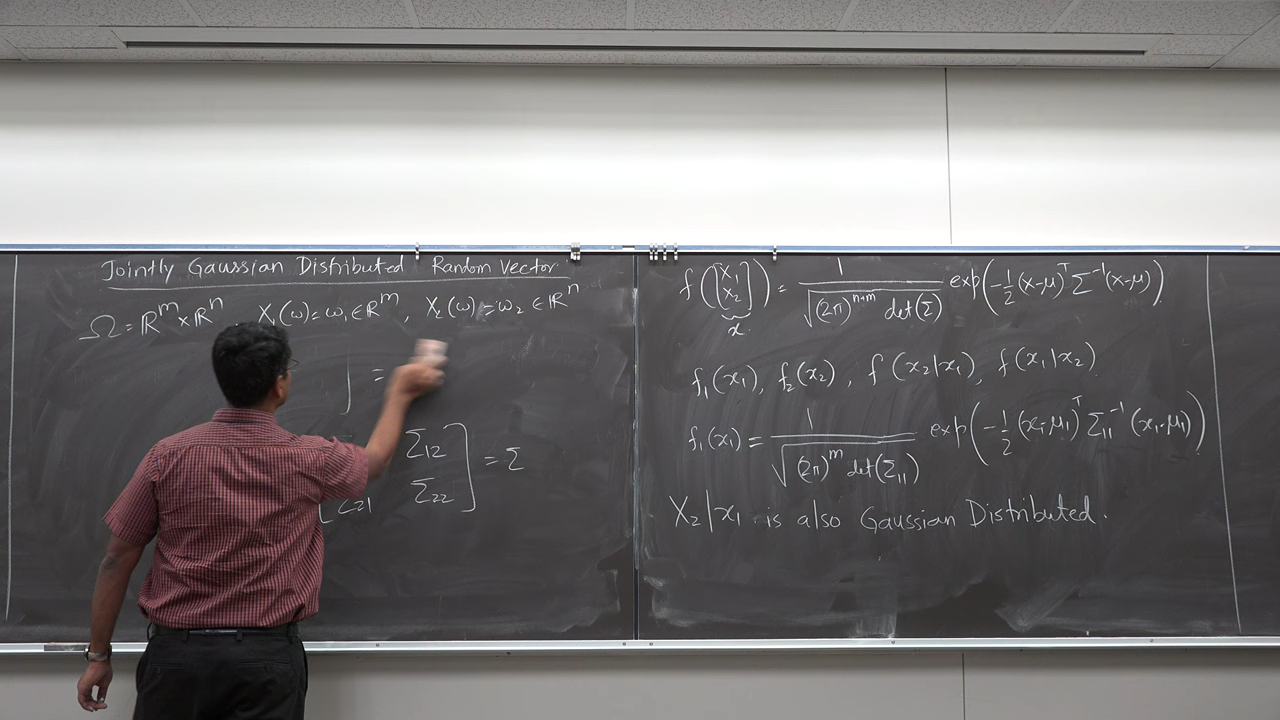 Jointly Gaussian Distributed Random Vector
Ω = ℝ^m × ℝ^n, X₁(ω) = ω₁ ∈ ℝ^m, X₂(ω) = ω₂ ∈ ℝ^n
=
Σ₁₂
Σ₂₁ Σ₂₂ ] = Σ
f([x₁ x₂]) = 1/√((2π)^{n+m} det(Σ)) exp(-½(x-μ)ᵀ Σ⁻¹(x-μ))
x
f₁(x₁), f₂(x₂), f(x₂|x₁), f(x₁|x₂)
f₁(x₁) = 1/√((2π)^m det(Σ₁₁)) exp(-½(x₁-μ₁)ᵀ Σ₁₁⁻¹ (x₁-μ₁))
X₂|x₁ is also Gaussian Distributed.